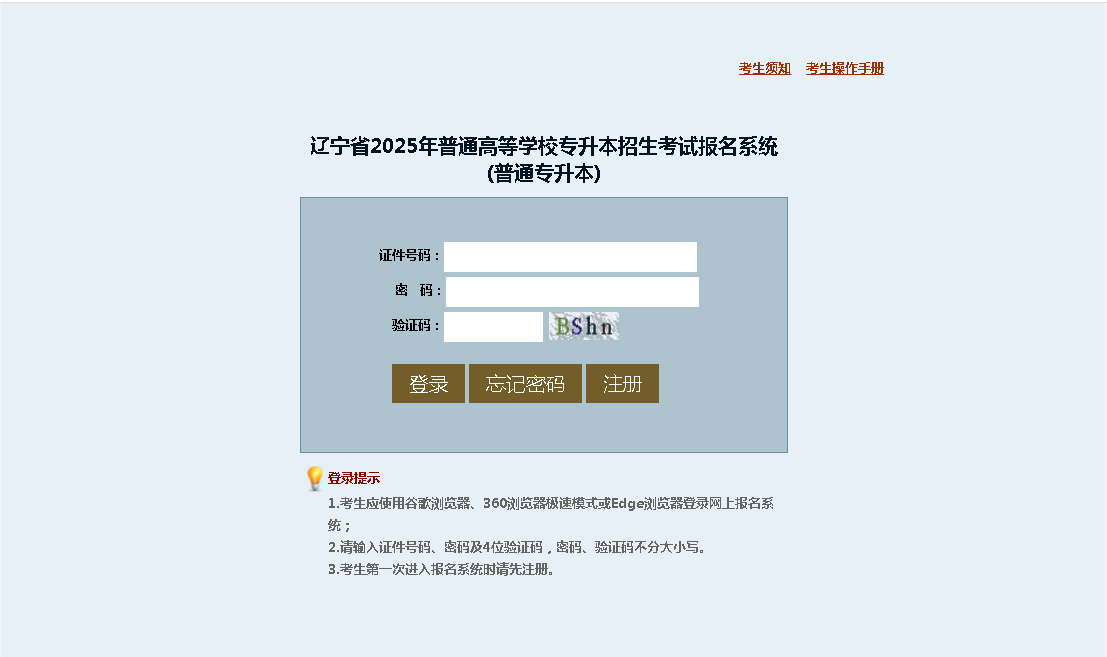 考生须知 考生操作手册
辽宁省2025年普通高等学校专升本招生考试报名系统
(普通专升本)
证件号码：
密 码：
验证码： BShn
登录 忘记密码 注册
登录提示
1.考生应使用谷歌浏览器、360浏览器极速模式或Edge浏览器登录网上报名系
统；
2.请输入证件号码、密码及4位验证码，密码、验证码不分大小写。
3.考生第一次进入报名系统时请先注册。